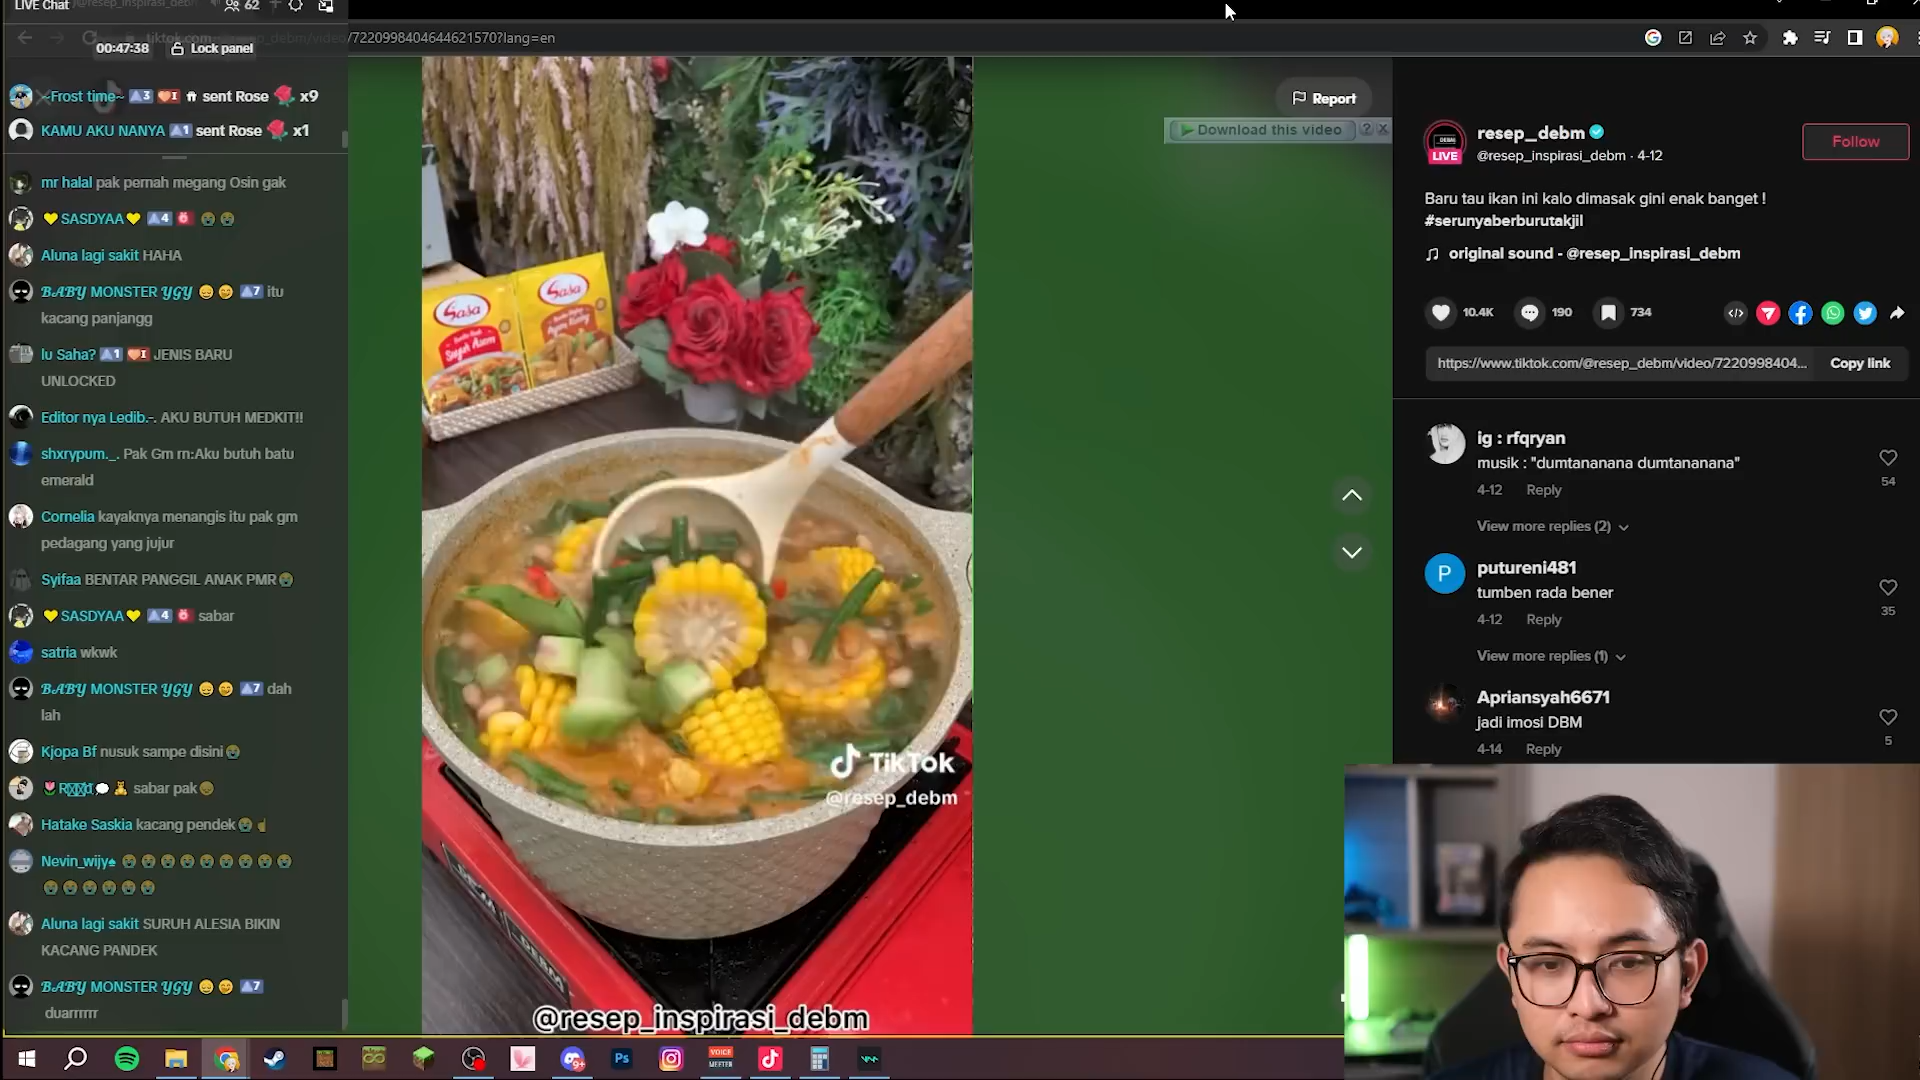 LIVE Chat
62
00:47:38 Lock panel
/7220998404644621570?lang=en
~Frost time~ 3 I sent Rose x9
KAMU AKU NANYA 1 sent Rose x1
mr halal pak pernah megang Osin gak
💛 SASDYAA 💛 4 😭 😭
Aluna lagi sakit HAHA
𝑩𝑨𝑩𝒀 MONSTER 𝒀𝑮𝒀 😔 😁 7 itu
kacang panjangg
lu Saha? 1 I JENIS BARU
UNLOCKED
Editor nya Ledib.-. AKU BUTUH MEDKIT!!
shxrypum._. Pak Gm m:Aku butuh batu
emerald
Cornelia kayaknya menangis itu pak gm
pedagang yang jujur
Syifaa BENTAR PANGGIL ANAK PMR😭
💛 SASDYAA 💛 4 sabar
satria wkwk
𝑩𝑨𝑩𝒀 MONSTER 𝒀𝑮𝒀 😔 😁 7 dah
lah
Kjopa Bf nusuk sampe disini😭
sabar pak
Hatake Saskia kacang pendek😭☝
Nevin_wijy♠ 😭 😭 😭 😭 😭 😭 😭 😭 😭
😭 😭 😭 😭 😭 😭
Aluna lagi sakit SURUH ALESIA BIKIN
KACANG PANDEK
𝑩𝑨𝑩𝒀 MONSTER 𝒀𝑮𝒀 😔 😁 7
duarrrrrr
Sasa
Sayur Asem
Sasa
Ayam
TikTok
@resep_debm
@resep_inspirasi_debm
Report
Download this video ? X
resep_debm
LIVE
@resep_inspirasi_debm · 4-12
Follow
Baru tau ikan ini kalo dimasak gini enak banget !
#serunyaberburutakjil
original sound - @resep_inspirasi_debm
10.4K 190 734
https://www.tiktok.com/@resep_debm/video/7220998404... Copy link
ig : rfqryan
musik : "dumtananana dumtananana"
4-12 Reply
54
View more replies (2)
P
putureni481
tumben rada bener
4-12 Reply
35
View more replies (1)
Apriansyah6671
jadi imosi DBM
4-14 Reply
5
9+
Ps
VOICE
MEETER